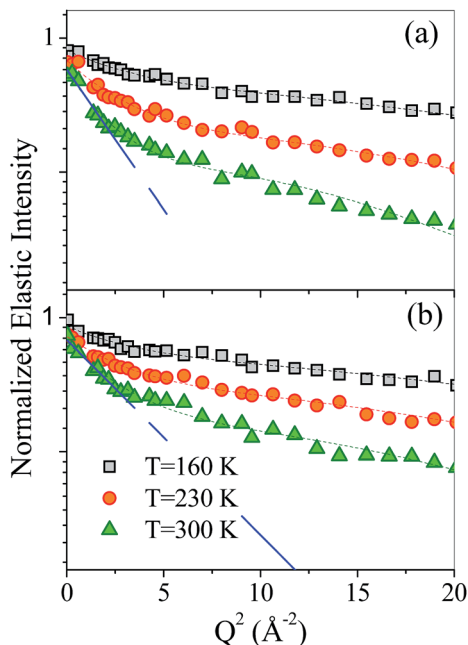 1
(a)
Normalized Elastic Intensity
1
(b)
T=160 K
T=230 K
T=300 K
0 5 10 15 20
Q² (Å⁻²)